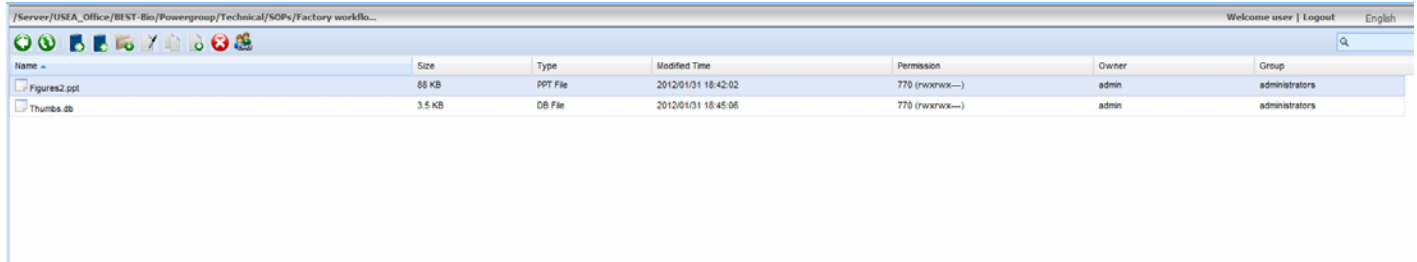 /Server/USEA_Office/BEST-Bio/Powergroup/Technical/SOPs/Factory workflo... Welcome user | Logout English
Name Size Type Modified Time Permission Owner Group
Figures2.ppt 88 KB PPT File 2012/01/31 18:42:02 770 (rwxrwx---) admin administrators
Thumbs.db 3.5 KB DB File 2012/01/31 18:45:06 770 (rwxrwx---) admin administrators